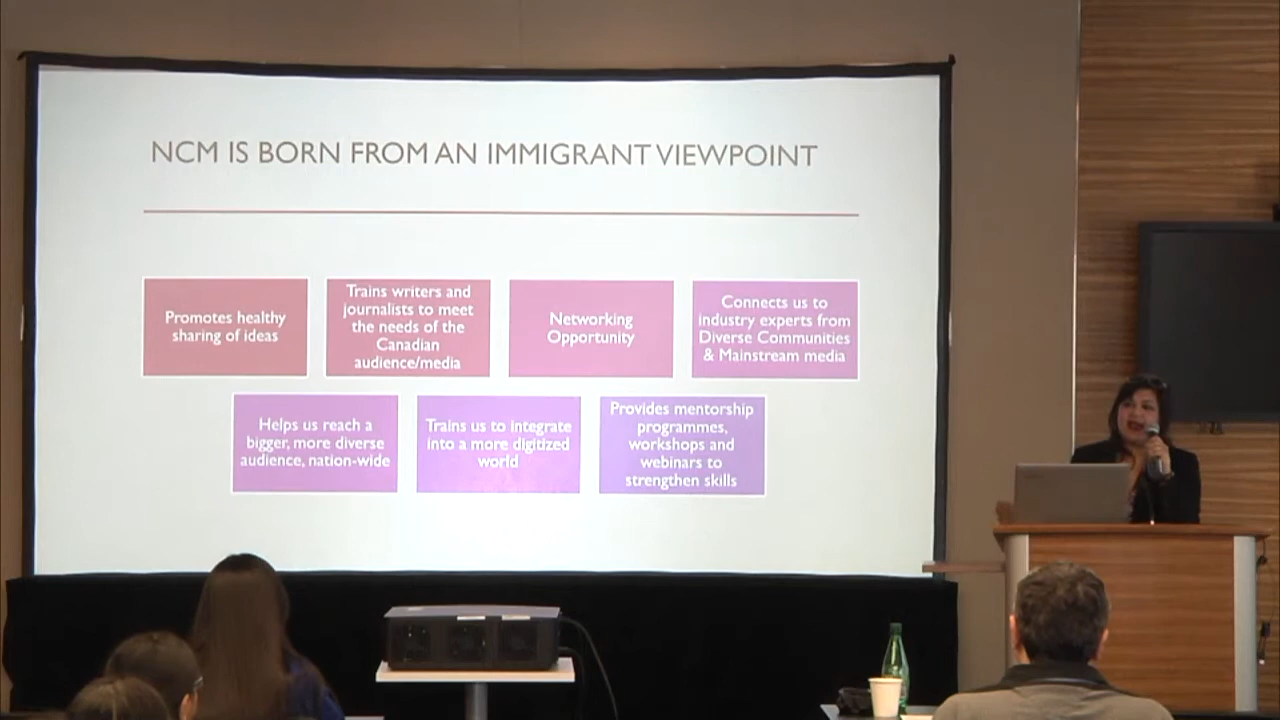 NCM IS BORN FROM AN IMMIGRANT VIEWPOINT
Promotes healthy
sharing of ideas
Trains writers and
journalists to meet
the needs of the
Canadian
audience/media
Networking
Opportunity
Connects us to
industry experts from
Diverse Communities
& Mainstream media
Helps us reach a
bigger, more diverse
audience, nation-wide
Trains us to integrate
into a more digitized
world
Provides mentorship
programmes,
workshops and
webinars to
strengthen skills